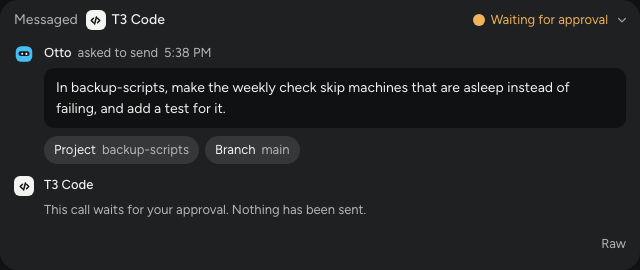 Messaged T3 Code Waiting for approval
Otto asked to send 5:38 PM
In backup-scripts, make the weekly check skip machines that are asleep instead of
failing, and add a test for it.
Project backup-scripts Branch main
T3 Code
This call waits for your approval. Nothing has been sent.
Raw